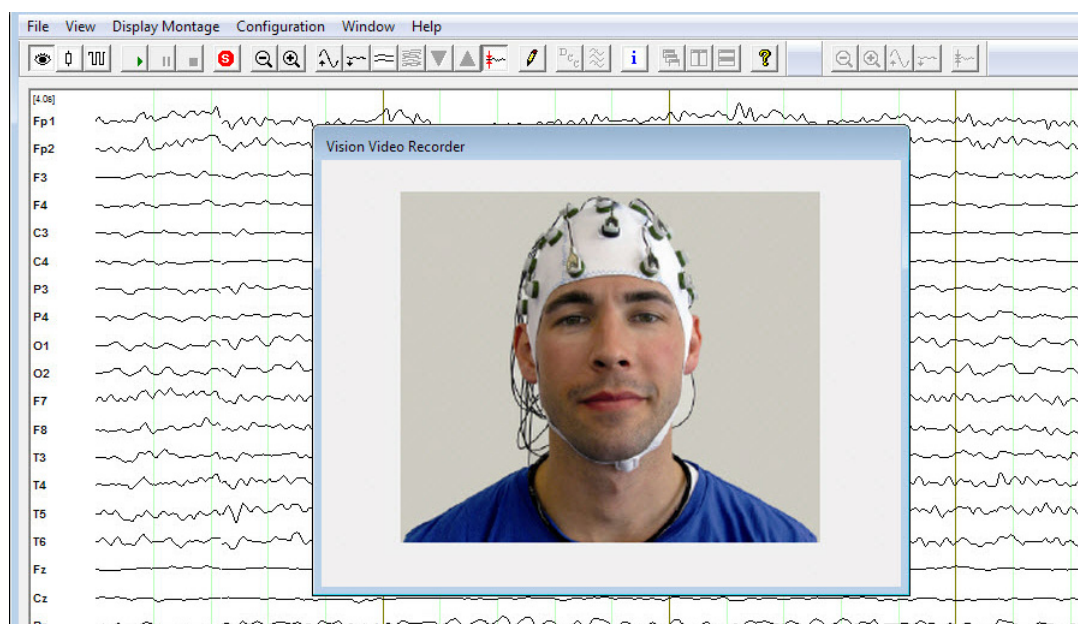 File View Display Montage Configuration Window Help
S D C C i ?
[4.0s]
Fp1
Fp2
Vision Video Recorder
F3
F4
C3
C4
P3
P4
O1
O2
F7
F8
T3
T4
T5
T6
Fz
Cz